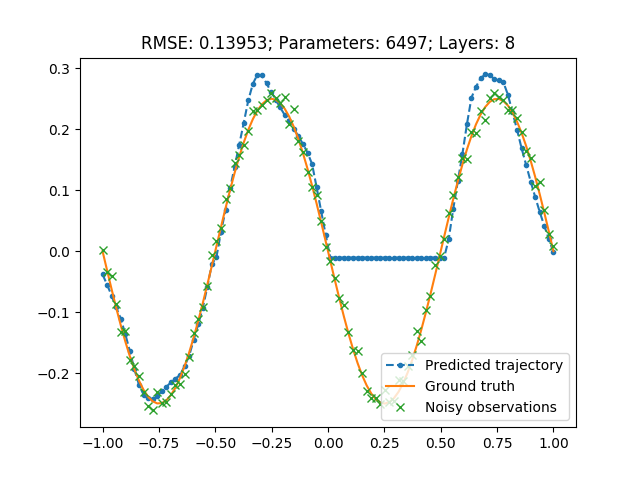 RMSE: 0.13953; Parameters: 6497; Layers: 8
0.3
0.2
0.1
0.0
−0.1
−0.2
Predicted trajectory
Ground truth
Noisy observations
−1.00 −0.75 −0.50 −0.25 0.00 0.25 0.50 0.75 1.00